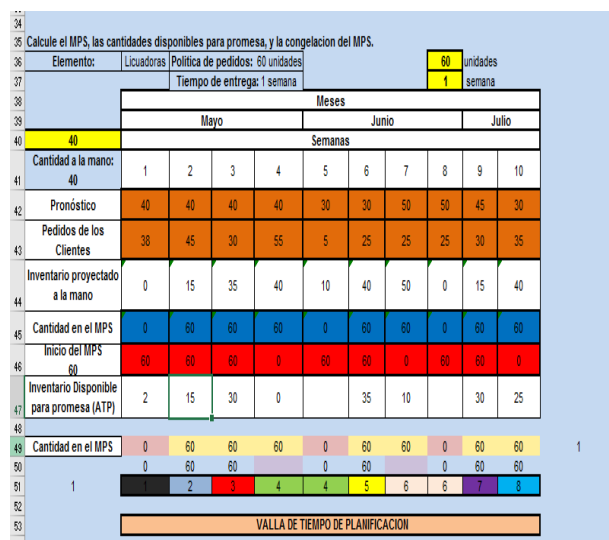 34
35 Calcule el MPS, las cantidades disponibles para promesa, y la congelacion del MPS.
36 Elemento: Licuadoras Politica de pedidos: 60 unidades 60 unidades
37 Tiempo de entrega: 1 semana 1 semana
38 Meses
39 Mayo Junio Julio
40 40 Semanas
Cantidad a la mano:
41 40 1 2 3 4 5 6 7 8 9 10
42 Pronóstico 40 40 40 40 30 30 50 50 45 30
Pedidos de los
43 Clientes 38 45 30 55 5 25 25 25 30 35
Inventario proyectado
44 a la mano 0 15 35 40 10 40 50 0 15 40
45 Cantidad en el MPS 0 60 60 60 0 60 60 0 60 60
Inicio del MPS
46 60 60 60 60 0 60 60 0 60 60 0
Inventario Disponible
47 para promesa (ATP) 2 15 30 0 35 10 30 25
48
49 Cantidad en el MPS 0 60 60 60 0 60 60 0 60 60 1
50 0 60 60 0 60 0 60 60
51 1 1 2 3 4 4 5 6 6 7 8
52
53 VALLA DE TIEMPO DE PLANIFICACION